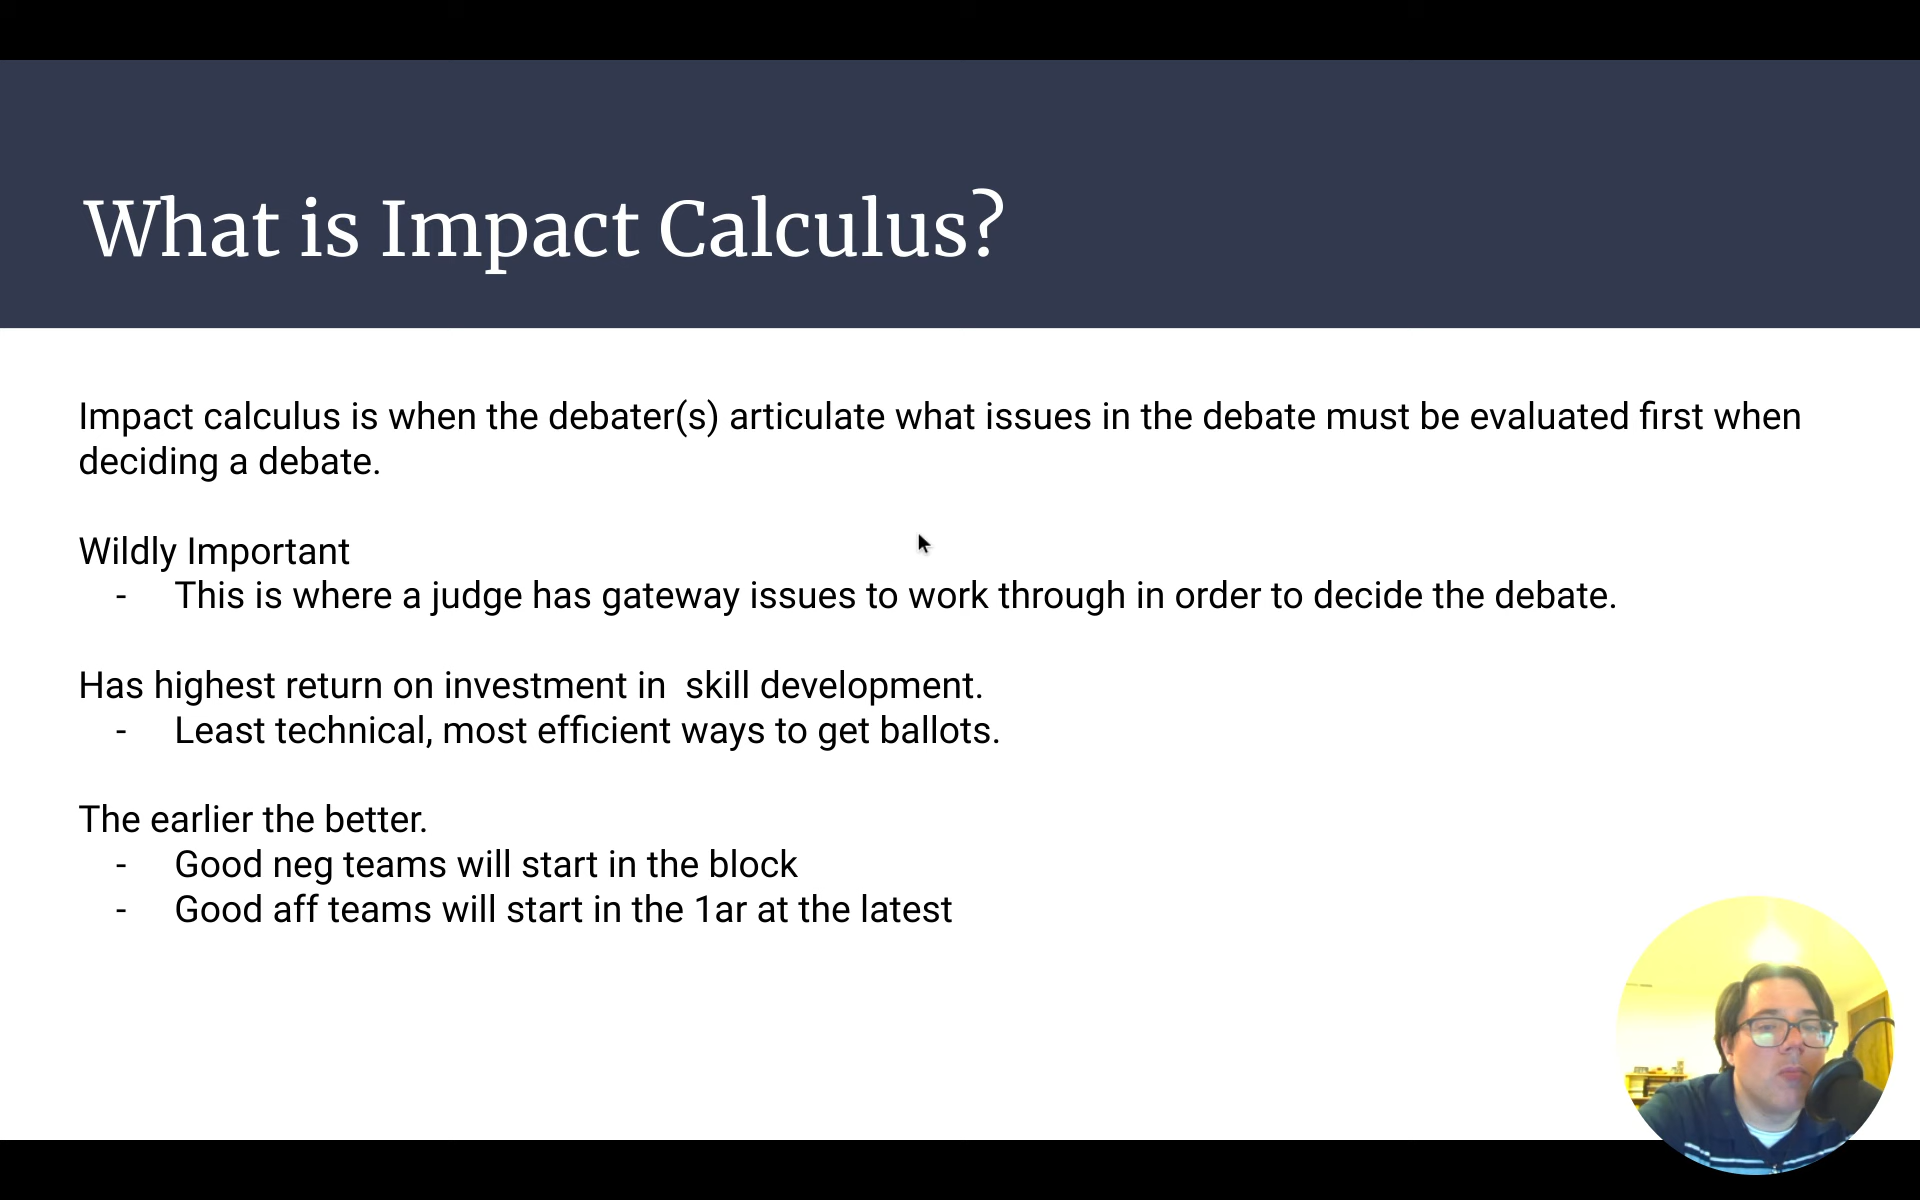 What is Impact Calculus?
Impact calculus is when the debater(s) articulate what issues in the debate must be evaluated first when
deciding a debate.
Wildly Important
- This is where a judge has gateway issues to work through in order to decide the debate.
Has highest return on investment in  skill development.
- Least technical, most efficient ways to get ballots.
The earlier the better.
- Good neg teams will start in the block
- Good aff teams will start in the 1ar at the latest